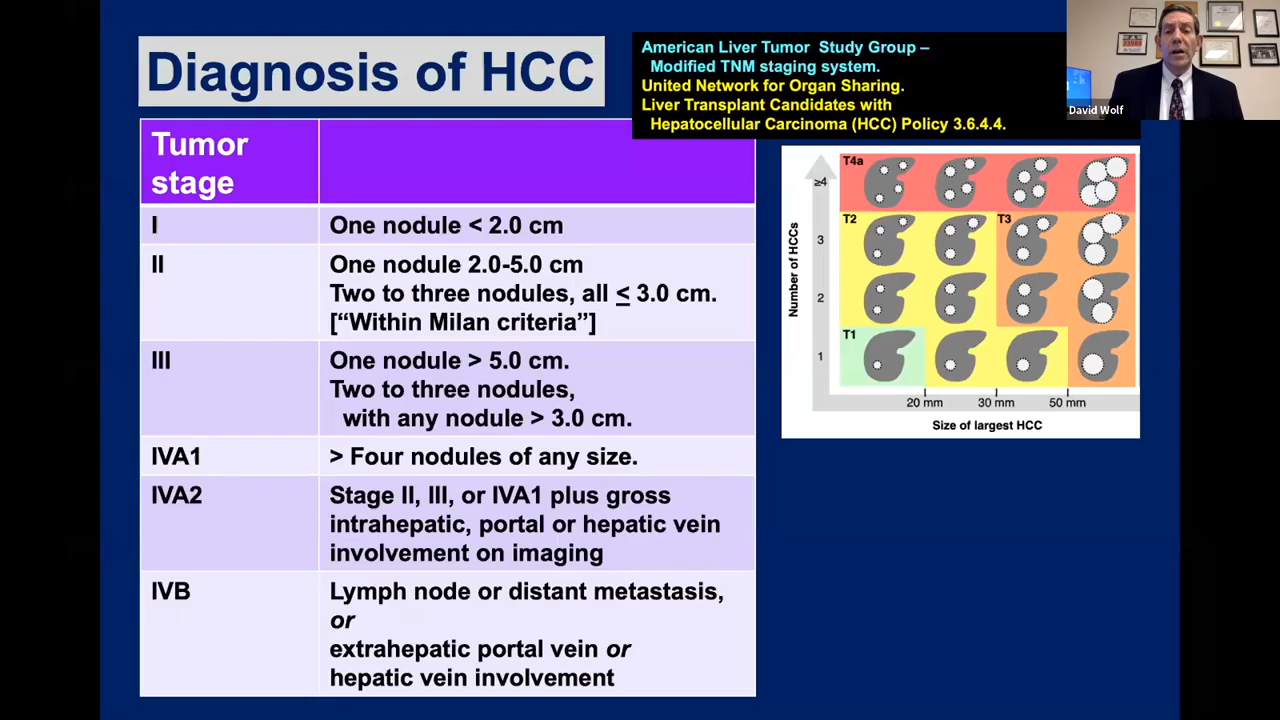 Diagnosis of HCC
American Liver Tumor Study Group –
Modified TNM staging system.
United Network for Organ Sharing.
Liver Transplant Candidates with
Hepatocellular Carcinoma (HCC) Policy 3.6.4.4.
David Wolf
Tumor
stage
I
One nodule < 2.0 cm
II
One nodule 2.0-5.0 cm
Two to three nodules, all < 3.0 cm.
[“Within Milan criteria”]
III
One nodule > 5.0 cm.
Two to three nodules,
with any nodule > 3.0 cm.
IVA1
> Four nodules of any size.
IVA2
Stage II, III, or IVA1 plus gross
intrahepatic, portal or hepatic vein
involvement on imaging
IVB
Lymph node or distant metastasis,
or
extrahepatic portal vein or
hepatic vein involvement
Number of HCCs
T4a
≥4
T2
T3
3
2
T1
1
20 mm
30 mm
50 mm
Size of largest HCC